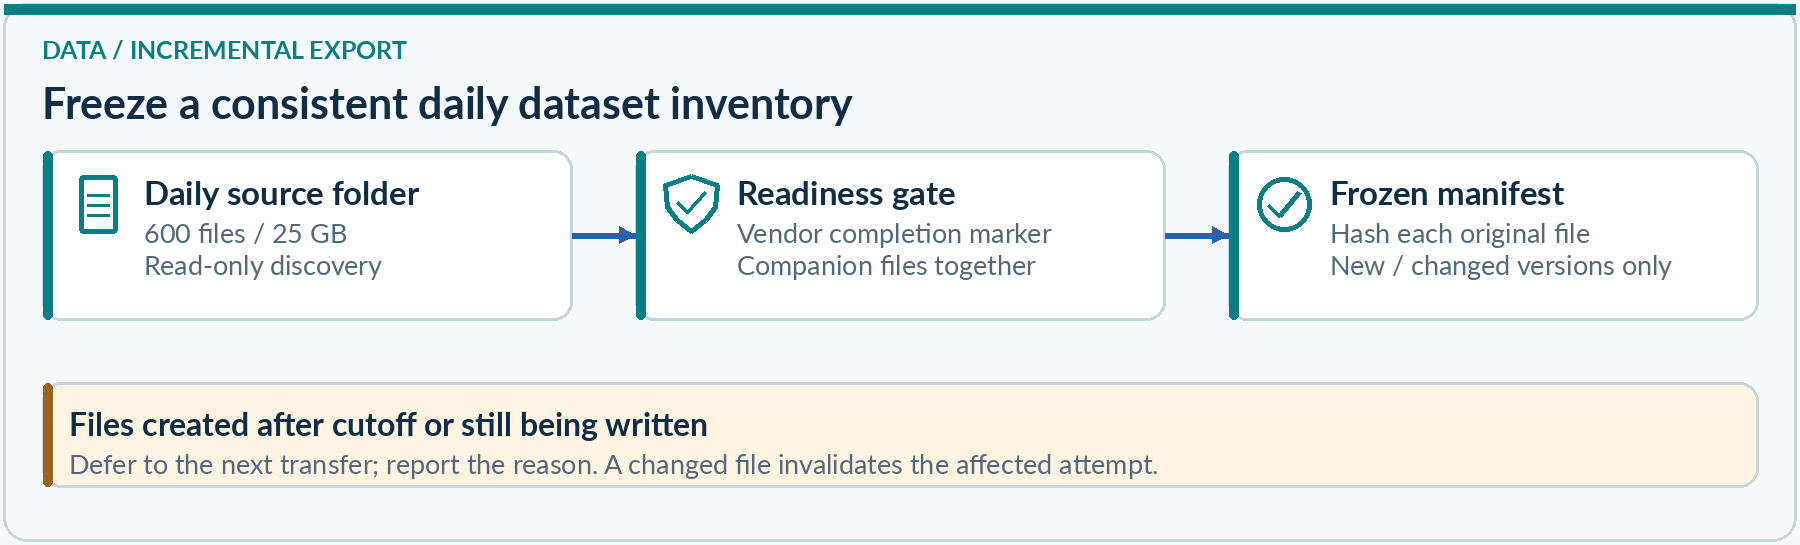 DATA / INCREMENTAL EXPORT
Freeze a consistent daily dataset inventory
Daily source folder
600 files / 25 GB
Read-only discovery
Readiness gate
Vendor completion marker
Companion files together
Frozen manifest
Hash each original file
New / changed versions only
Files created after cutoff or still being written
Defer to the next transfer; report the reason. A changed file invalidates the affected attempt.